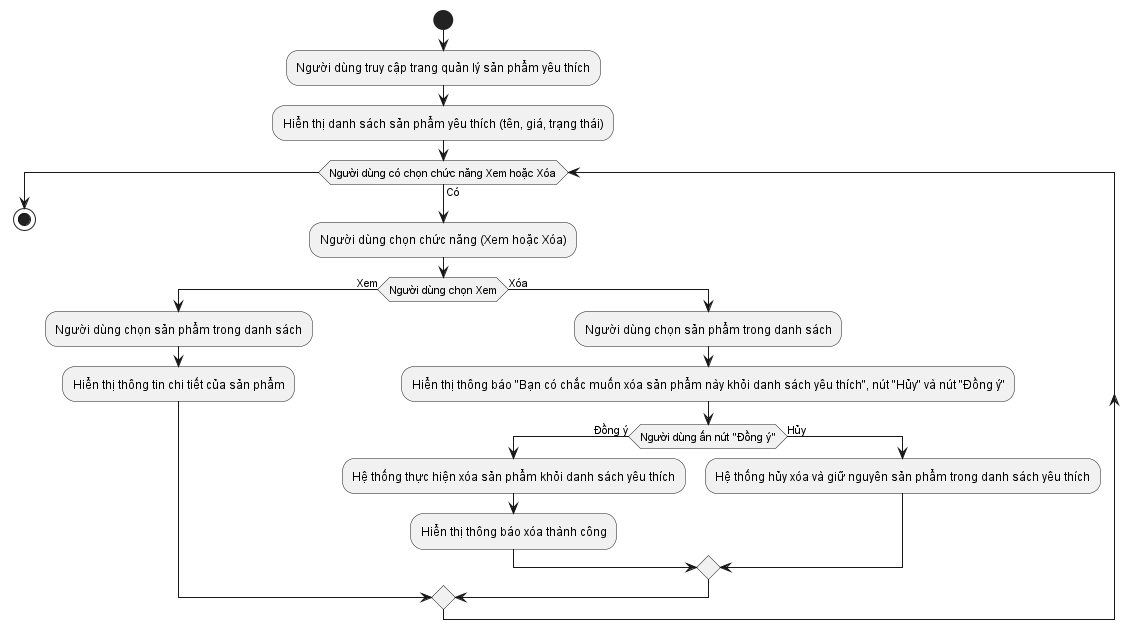 Người dùng truy cập trang quản lý sản phẩm yêu thích
Hiển thị danh sách sản phẩm yêu thích (tên, giá, trạng thái)
Người dùng có chọn chức năng Xem hoặc Xóa
Có
Người dùng chọn chức năng (Xem hoặc Xóa)
Xem
Người dùng chọn Xem
Xóa
Người dùng chọn sản phẩm trong danh sách
Người dùng chọn sản phẩm trong danh sách
Hiển thị thông tin chi tiết của sản phẩm
Hiển thị thông báo "Bạn có chắc muốn xóa sản phẩm này khỏi danh sách yêu thích", nút "Hủy" và nút "Đồng ý"
Đồng ý
Người dùng ấn nút "Đồng ý"
Hủy
Hệ thống thực hiện xóa sản phẩm khỏi danh sách yêu thích
Hệ thống hủy xóa và giữ nguyên sản phẩm trong danh sách yêu thích
Hiển thị thông báo xóa thành công